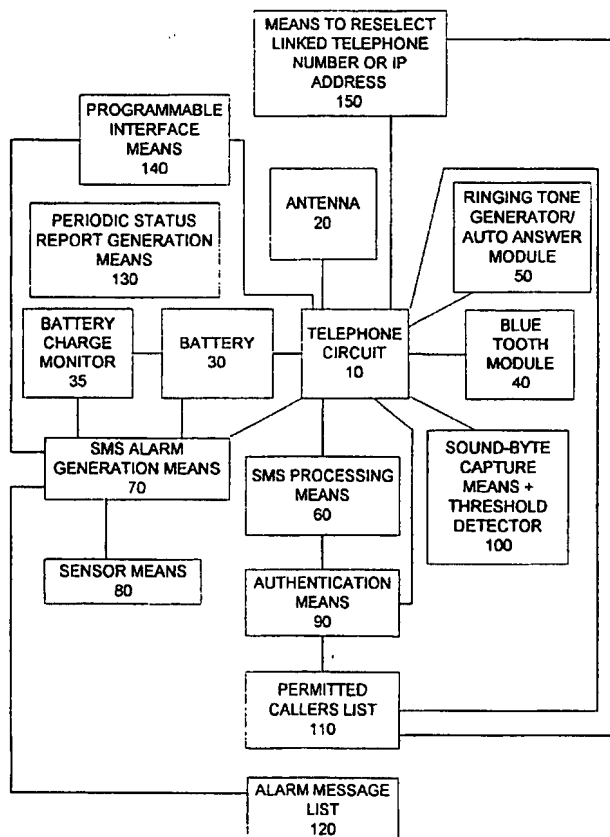 MEANS TO RESELECT
LINKED TELEPHONE
NUMBER OR IP
ADDRESS
150
PROGRAMMABLE
INTERFACE
MEANS
140
ANTENNA
20
RINGING TONE
GENERATOR/
AUTO ANSWER
MODULE
50
PERIODIC STATUS
REPORT GENERATION
MEANS
130
BATTERY
CHARGE
MONITOR
35
BATTERY
30
TELEPHONE
CIRCUIT
10
BLUE
TOOTH
MODULE
40
SMS ALARM
GENERATION MEANS
70
SMS PROCESSING
MEANS
60
SOUND-BYTE
CAPTURE
MEANS +
THRESHOLD
DETECTOR
100
SENSOR MEANS
80
AUTHENTICATION
MEANS
90
PERMITTED
CALLERS LIST
110
ALARM MESSAGE
LIST
120